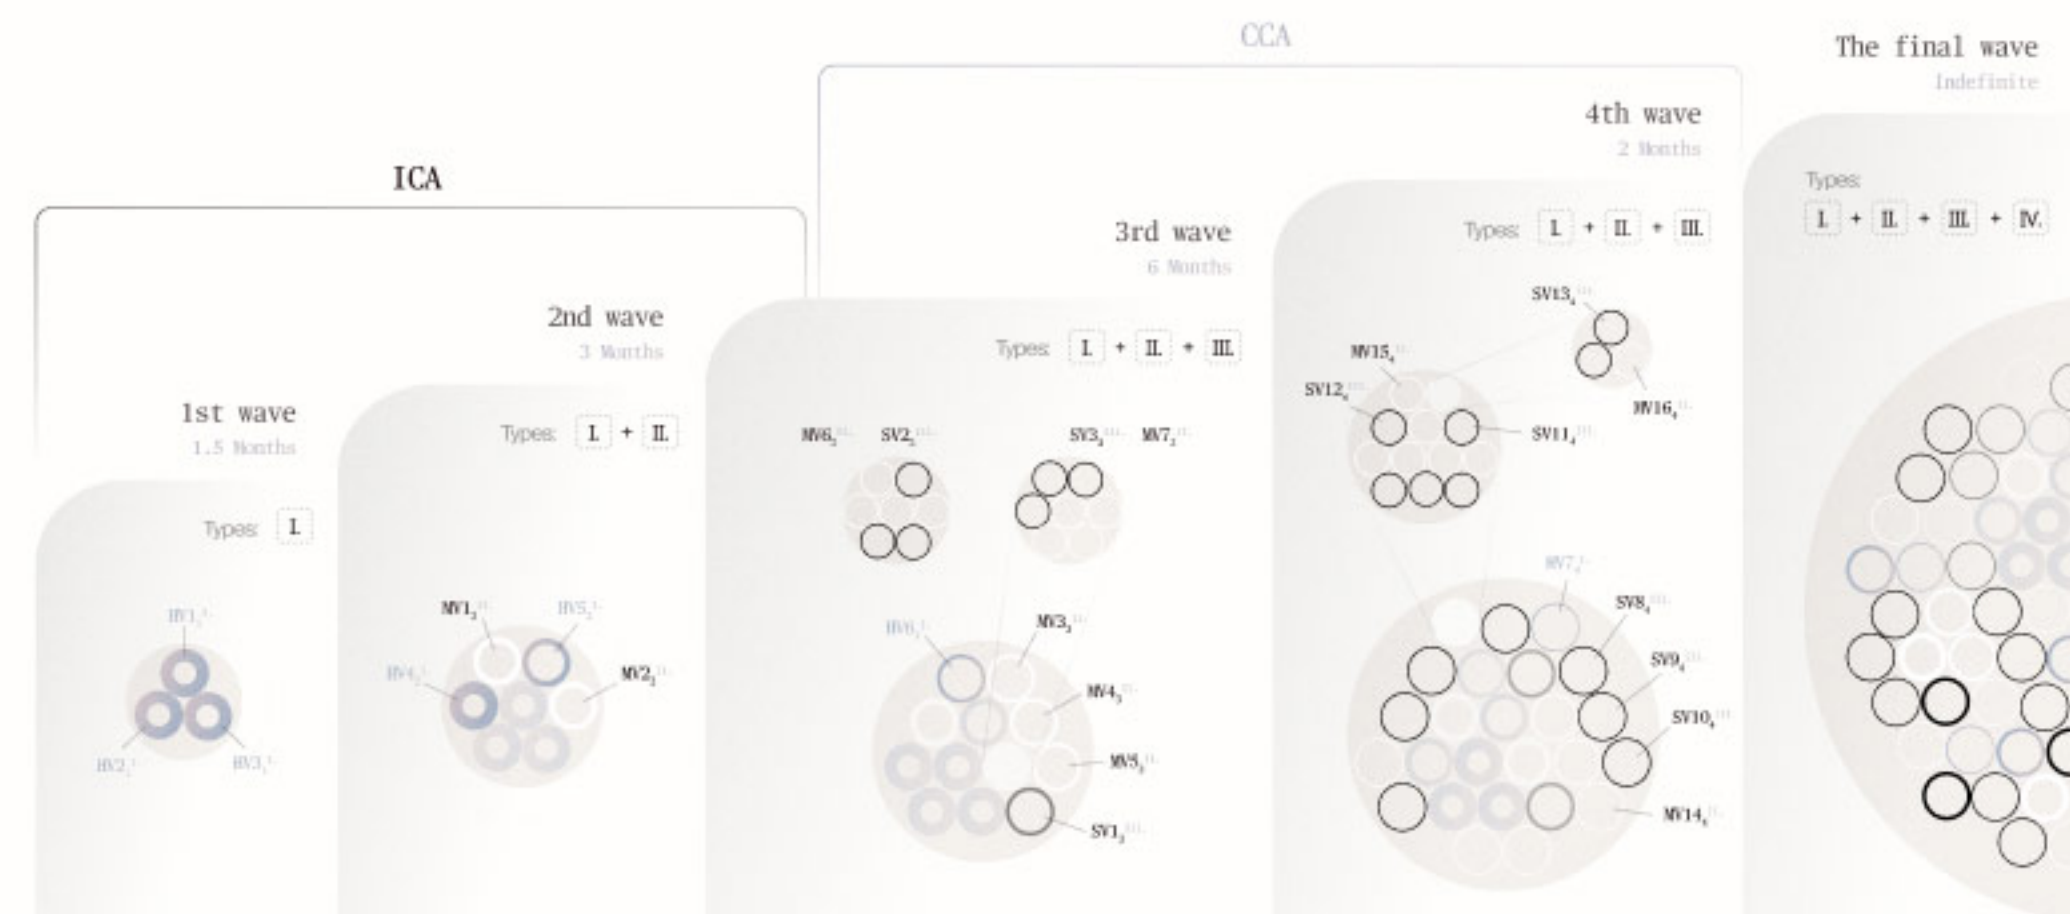 ICA
CCA
1st wave
1.5 Months
Types: I.
HV1
HV2
HV3
2nd wave
3 Months
Types: I. + II.
MV1
HV5
HV4
MV2
3rd wave
6 Months
Types: I. + II. + III.
MV6
SV2
SV3
MV7
HV6
MV3
MV4
MV5
SV1
4th wave
2 Months
Types: I. + II. + III.
SV13
MV15
SV12
MV16
SV11
MV7
SV8
SV9
SV10
MV14
The final wave
Indefinite
Types:
I. + II. + III. + IV.